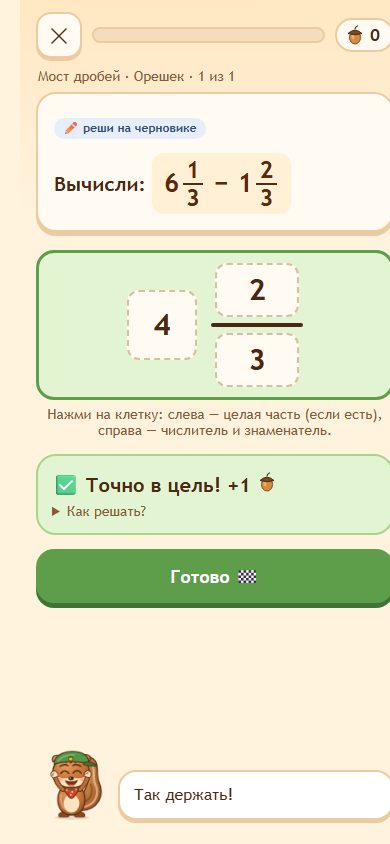 0
Мост дробей · Орешек · 1 из 1
реши на черновике
Вычисли: 6 1/3 − 1 2/3
4 2/3
Нажми на клетку: слева — целая часть (если есть),
справа — числитель и знаменатель.
Точно в цель! +1
Как решать?
Готово
Так держать!